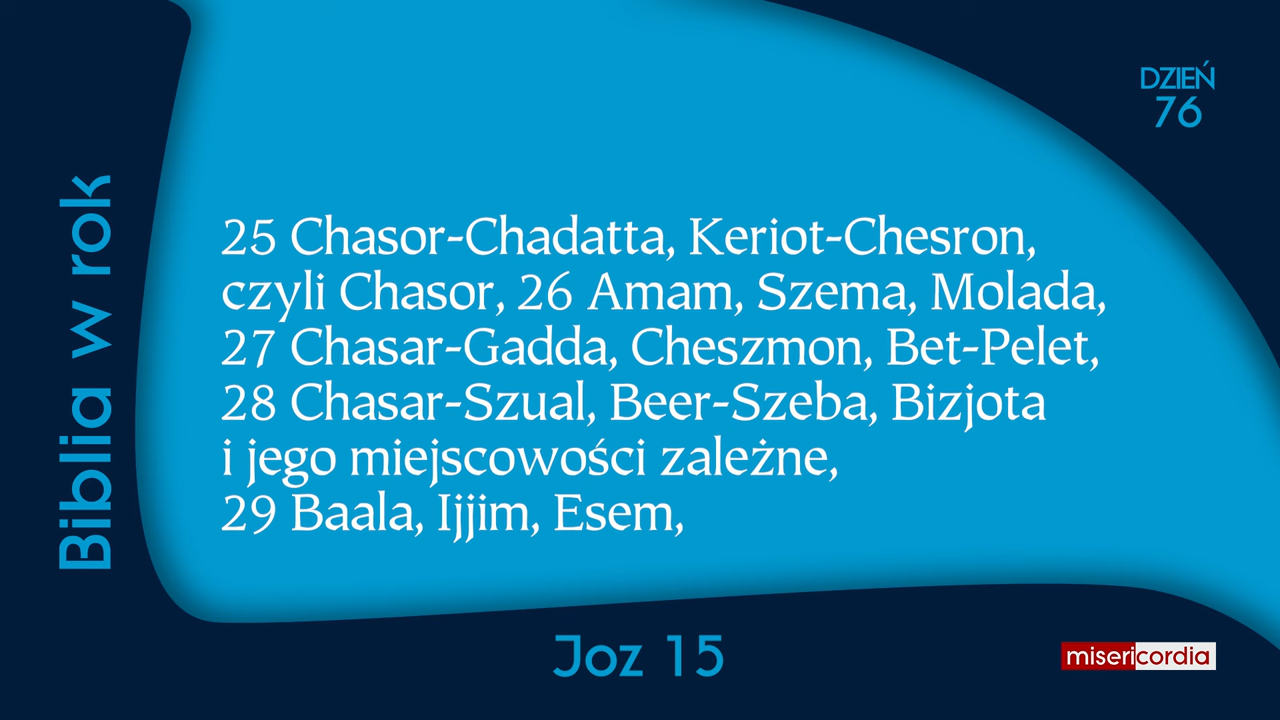 DZIEŃ
76
Biblia w rok
25 Chasor-Chadatta, Keriot-Chesron,
czyli Chasor, 26 Amam, Szema, Molada,
27 Chasar-Gadda, Cheszmon, Bet-Pelet,
28 Chasar-Szual, Beer-Szeba, Bizjota
i jego miejscowości zależne,
29 Baala, Ijjim, Esem,
Joz 15
misericordia